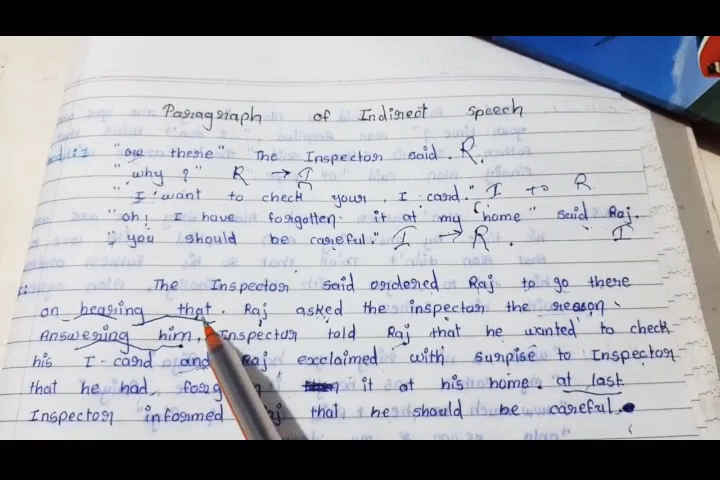 Paragraph of Indirect speech
"go there" The Inspector said. R.
"why?" R → I
"I want to check your I card." I to R
"oh! I have forgotten it at my home" said Raj.
"you should be careful." I → R. I
The Inspector said ordered Raj to go there
on hearing that. Raj asked the inspector the reason.
Answering him, Inspector told Raj that he wanted to check
his I-card and Raj exclaimed with surpise to Inspector
that he had, it at his home. at last
Inspector informed that he should be careful.